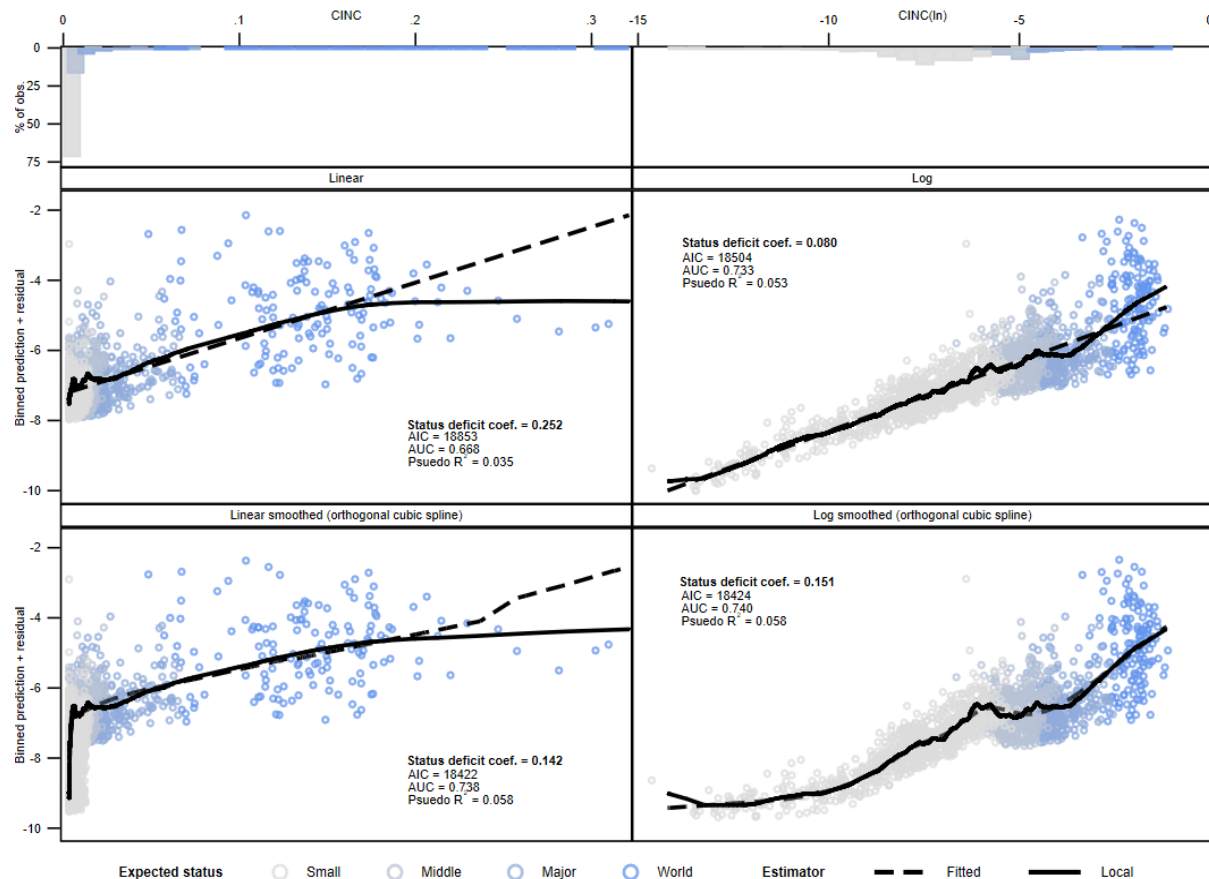 CINC
CINC(ln)
0 .1 .2 .3
-15 -10 -5 0
% of obs.
0
25
50
75
Linear
Log
Binned prediction + residual
-2
-4
-6
-8
-10
Status deficit coef. = 0.252
AIC = 18853
AUC = 0.668
Psuedo R² = 0.035
Status deficit coef. = 0.080
AIC = 18504
AUC = 0.733
Psuedo R² = 0.053
Linear smoothed (orthogonal cubic spline)
Log smoothed (orthogonal cubic spline)
Binned prediction + residual
-2
-4
-6
-8
-10
Status deficit coef. = 0.142
AIC = 18422
AUC = 0.738
Psuedo R² = 0.058
Status deficit coef. = 0.151
AIC = 18424
AUC = 0.740
Psuedo R² = 0.058
Expected status Small Middle Major World Estimator Fitted Local